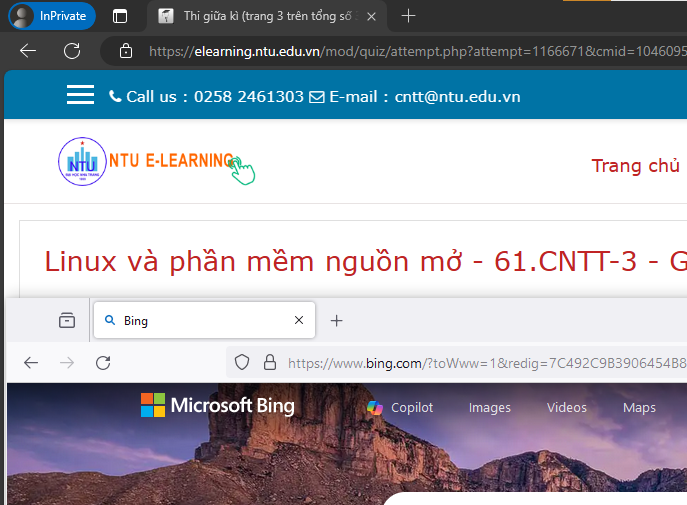 InPrivate
Thi giữa kì (trang 3 trên tổng số
https://elearning.ntu.edu.vn/mod/quiz/attempt.php?attempt=1166671&cmid=1046095
Call us : 0258 2461303 E-mail : cntt@ntu.edu.vn
NTU
NTU E-LEARNING
Trang chủ
Linux và phần mềm nguồn mở - 61.CNTT-3 - G
Bing
https://www.bing.com/?toWww=1&redig=7C492C9B3906454B8
Microsoft Bing
Copilot
Images
Videos
Maps